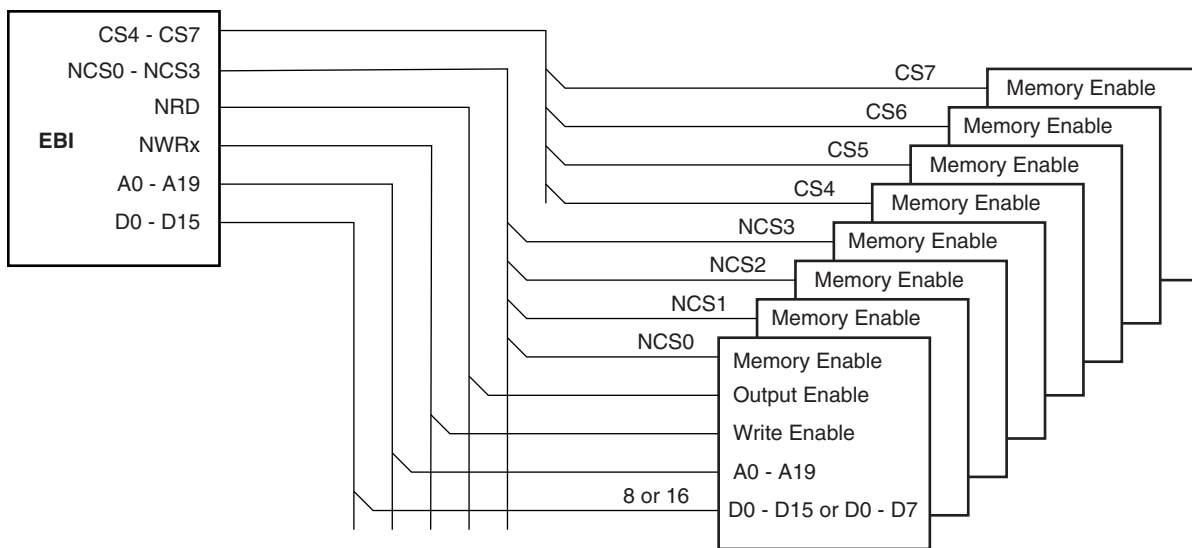 CS4 - CS7
NCS0 - NCS3
NRD
EBI
NWRx
A0 - A19
D0 - D15
CS7
Memory Enable
CS6
Memory Enable
CS5
Memory Enable
CS4
Memory Enable
NCS3
Memory Enable
NCS2
Memory Enable
NCS1
Memory Enable
NCS0
Memory Enable
Output Enable
Write Enable
A0 - A19
8 or 16
D0 - D15 or D0 - D7